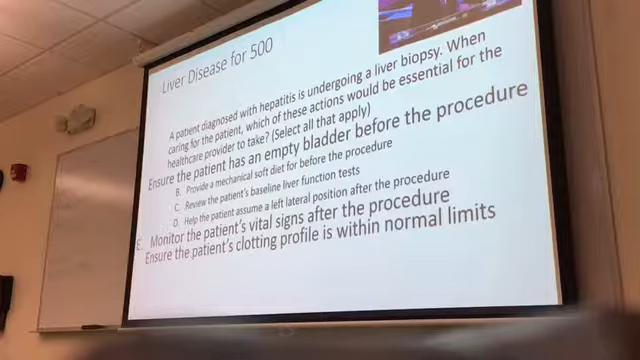 Liver Disease for 500
A patient diagnosed with hepatitis is undergoing a liver biopsy. When
caring for the patient, which of these actions would be essential for the
healthcare provider to take? (Select all that apply)
Ensure the patient has an empty bladder before the procedure
B. Provide a mechanical soft diet for before the procedure
C. Review the patient's baseline liver function tests
D. Help the patient assume a left lateral position after the procedure
E. Monitor the patient's vital signs after the procedure
Ensure the patient's clotting profile is within normal limits